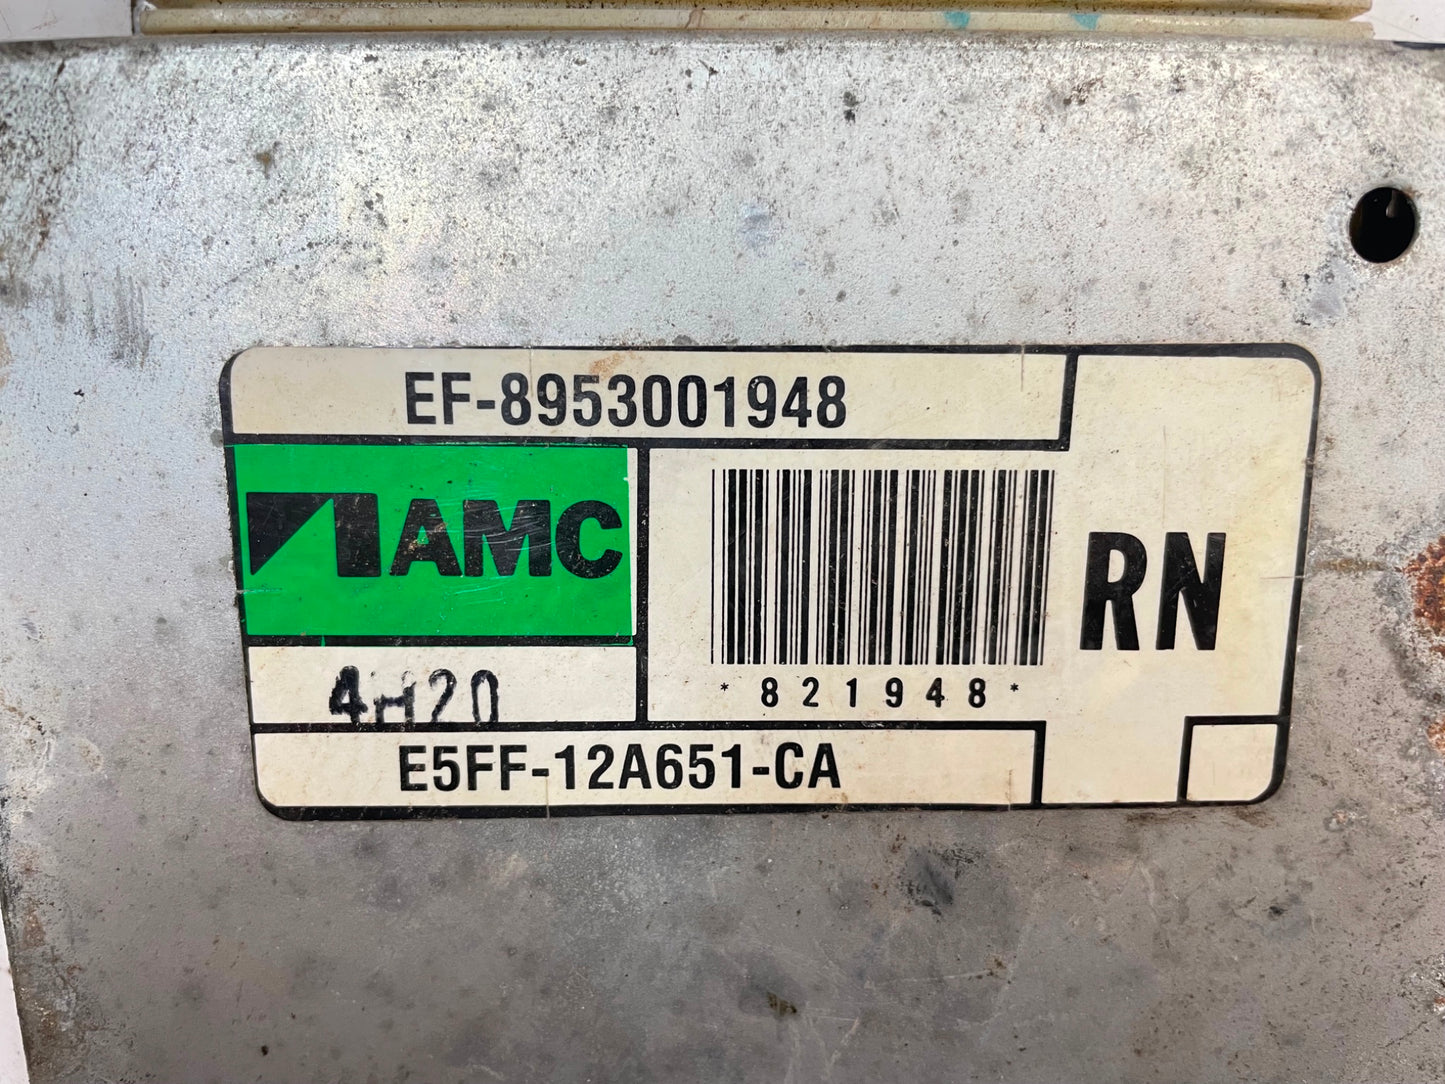 EF-8953001948
AMC
*821948*
RN
4H20
E5FF-12A651-CA